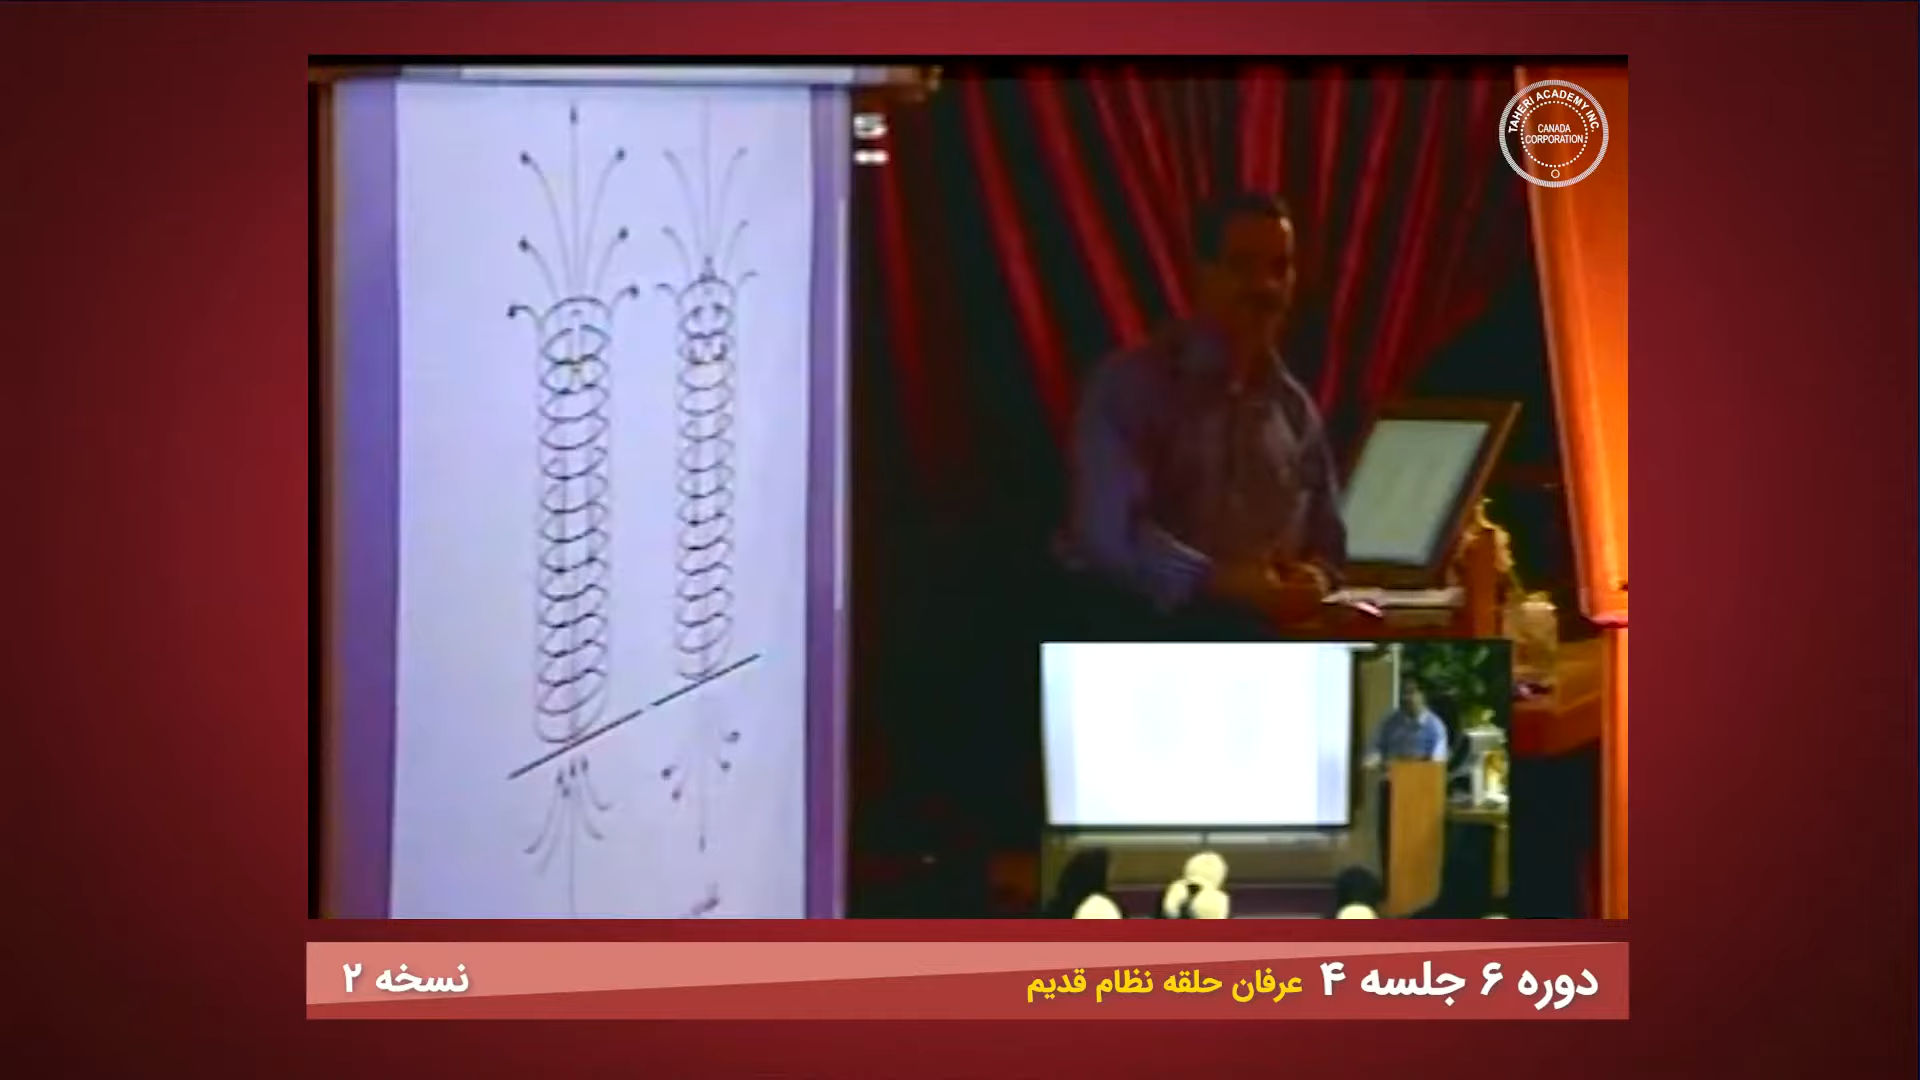 TAHERI ACADEMY INC.
CANADA
CORPORATION
دوره ۶ جلسه ۴ عرفان حلقه نظام قدیم
نسخه ۲